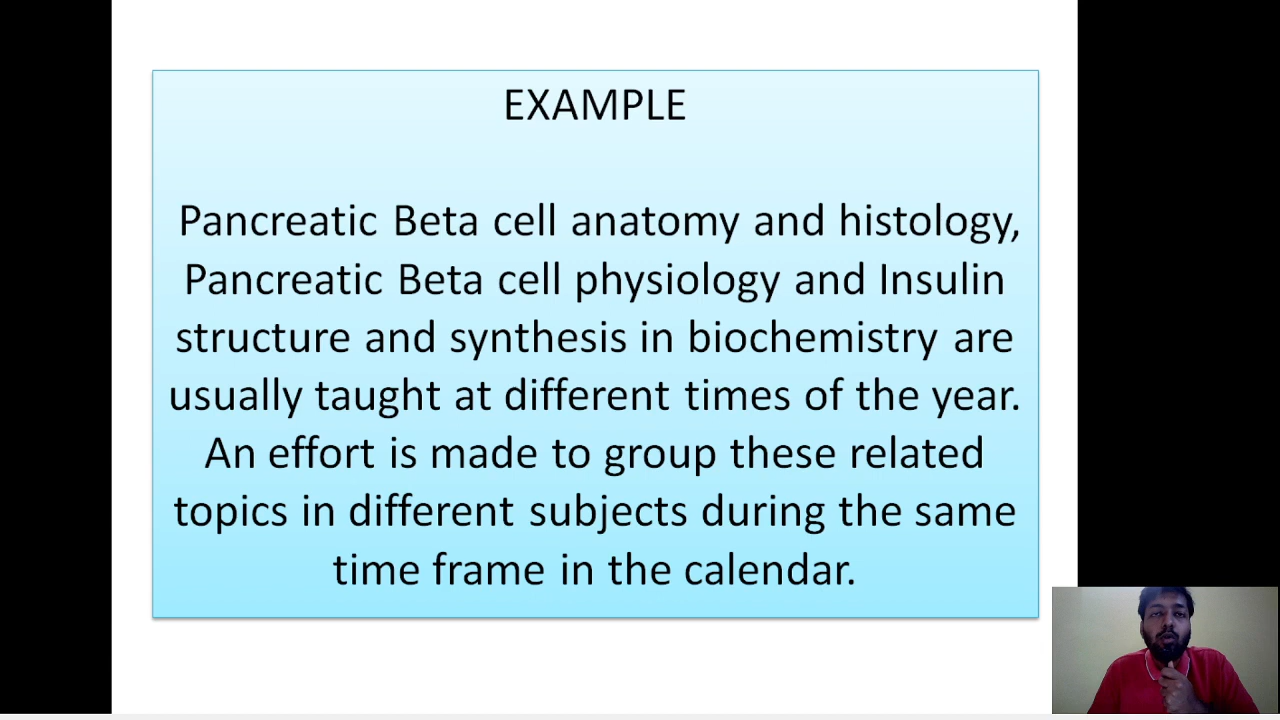 EXAMPLE
Pancreatic Beta cell anatomy and histology,
Pancreatic Beta cell physiology and Insulin
structure and synthesis in biochemistry are
usually taught at different times of the year.
An effort is made to group these related
topics in different subjects during the same
time frame in the calendar.